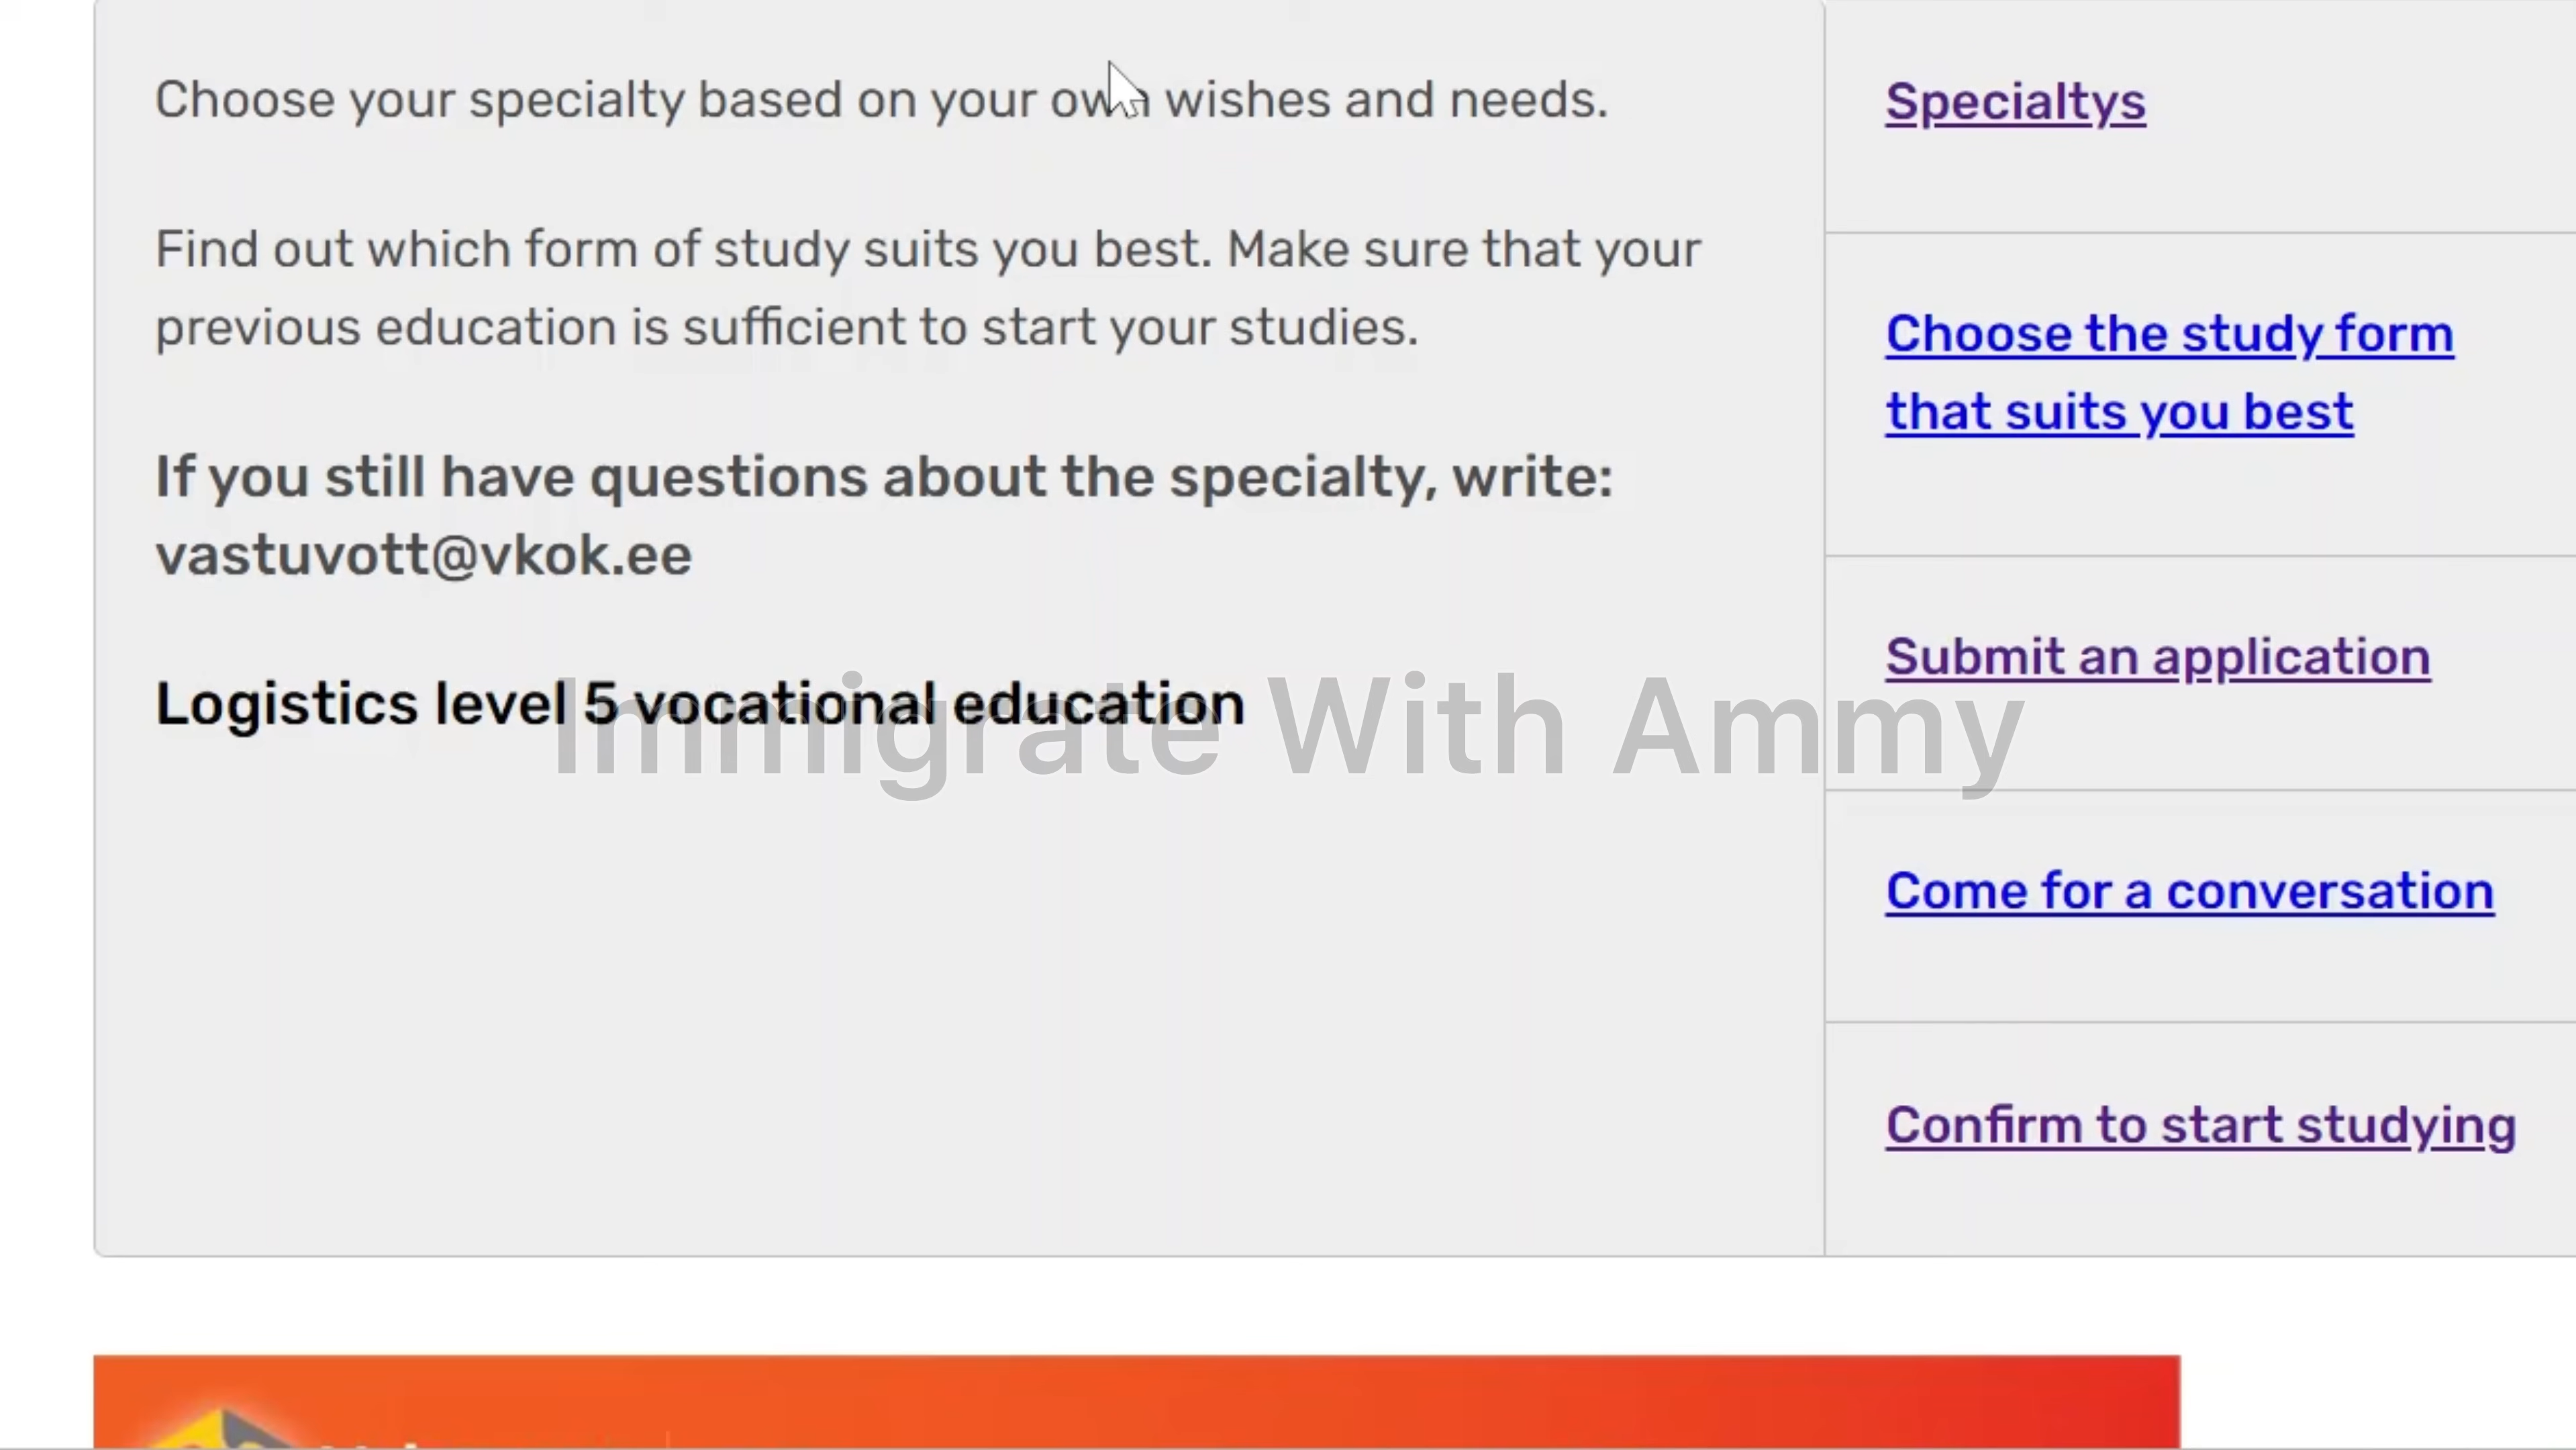 Choose your specialty based on your own wishes and needs.
Find out which form of study suits you best. Make sure that your
previous education is sufficient to start your studies.
If you still have questions about the specialty, write:
vastuvott@vkok.ee
Logistics level 5 vocational education
Immigrate With Ammy
Specialtys
Choose the study form
that suits you best
Submit an application
Come for a conversation
Confirm to start studying